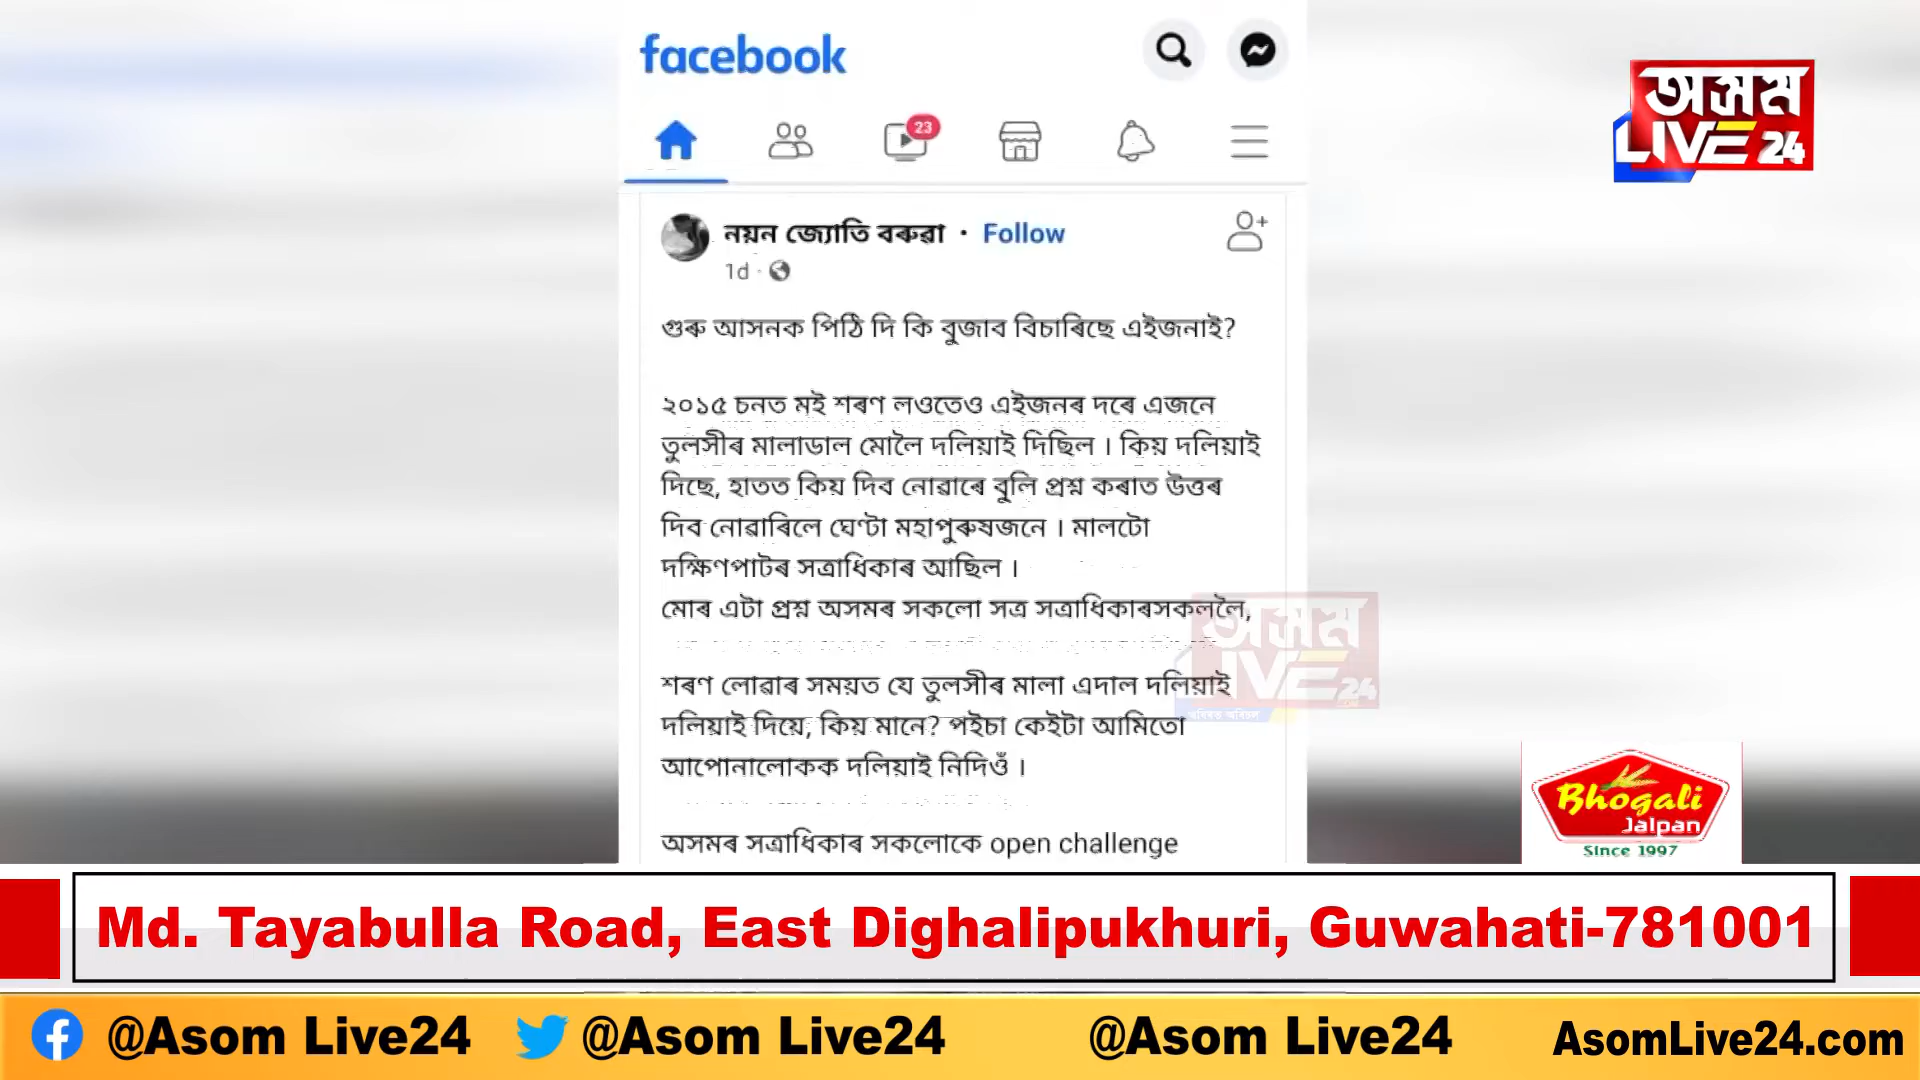 facebook
অসম
LIVE 24
23
নয়ন জ্যোতি বৰুৱা · Follow
1d ·
গুৰু আসনক পিঠি দি কি বুজাব বিচাৰিছে এইজনাই?
২০১৫ চনত মই শৰণ লওতেও এইজনৰ দৰে এজনে
তুলসীৰ মালাডাল মোলৈ দলিয়াই দিছিল । কিয় দলিয়াই
দিছে, হাতত কিয় দিব নোৱাৰে বুলি প্ৰশ্ন কৰাত উত্তৰ
দিব নোৱাৰিলে ঘেণ্টা মহাপুৰুষজনে । মালটো
দক্ষিণপাটৰ সত্ৰাধিকাৰ আছিল ।
মোৰ এটা প্ৰশ্ন অসমৰ সকলো সত্ৰ সত্ৰাধিকাৰসকললৈ,
অসম
LIVE 24
শৰণ লোৱাৰ সময়ত যে তুলসীৰ মালা এদাল দলিয়াই
দলিয়াই দিয়ে, কিয় মানে? পইচা কেইটা আমিতো
আপোনালোকক দলিয়াই নিদিওঁ ।
অসমৰ সত্ৰাধিকাৰ সকলোকে open challenge
Bhogali
Jalpan
Since 1997
Md. Tayabulla Road, East Dighalipukhuri, Guwahati-781001
@Asom Live24 @Asom Live24 @Asom Live24 AsomLive24.com